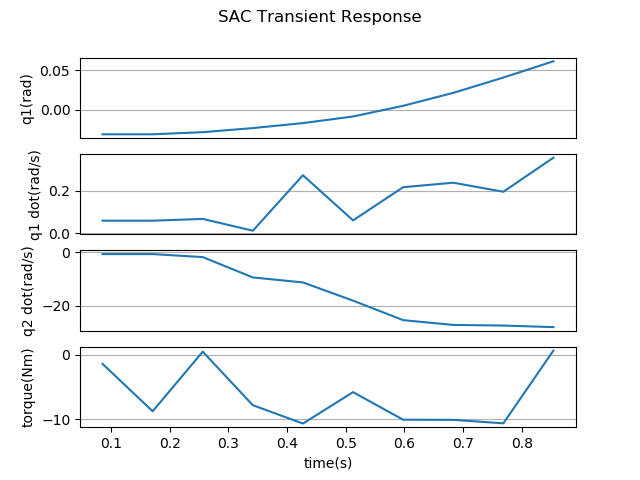 SAC Transient Response
q1(rad)
0.05
0.00
q1 dot(rad/s)
0.2
0.0
q2 dot(rad/s)
0
−20
torque(Nm)
0
−10
0.1 0.2 0.3 0.4 0.5 0.6 0.7 0.8
time(s)